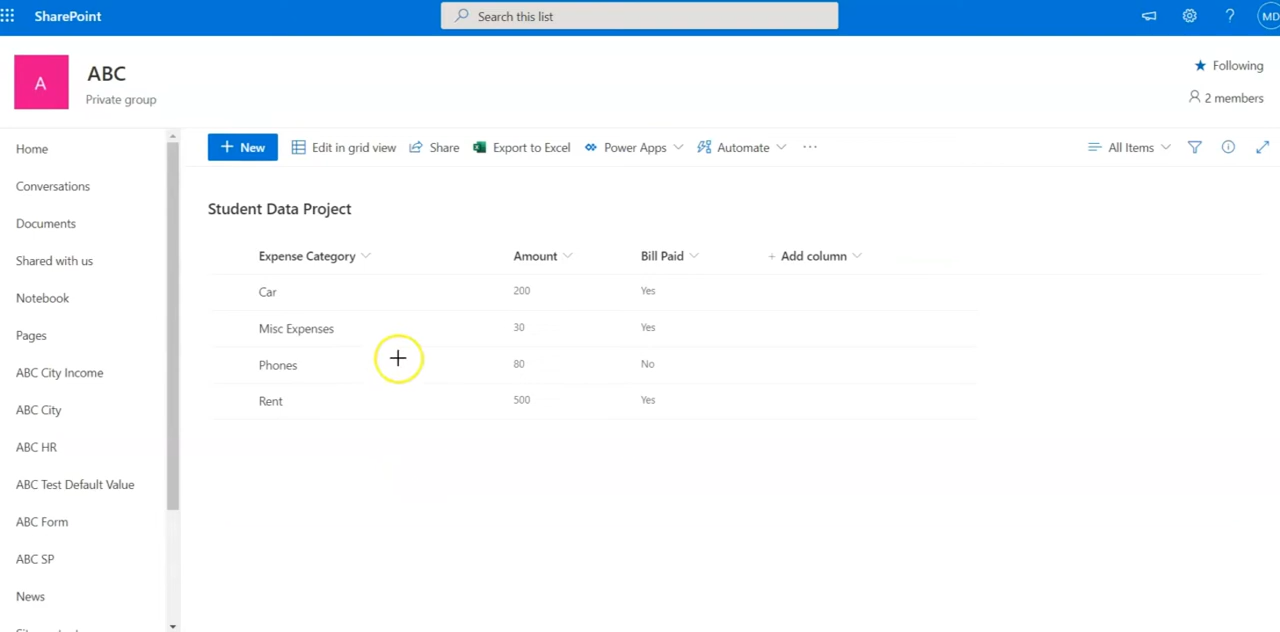 SharePoint
Search this list
?
MD
A
ABC
Private group
Following
2 members
Home
Conversations
Documents
Shared with us
Notebook
Pages
ABC City Income
ABC City
ABC HR
ABC Test Default Value
ABC Form
ABC SP
News
+ New Edit in grid view Share Export to Excel Power Apps Automate ...
All Items
Student Data Project
Expense Category Amount Bill Paid + Add column
Car 200 Yes
Misc Expenses 30 Yes
Phones 80 No
Rent 500 Yes